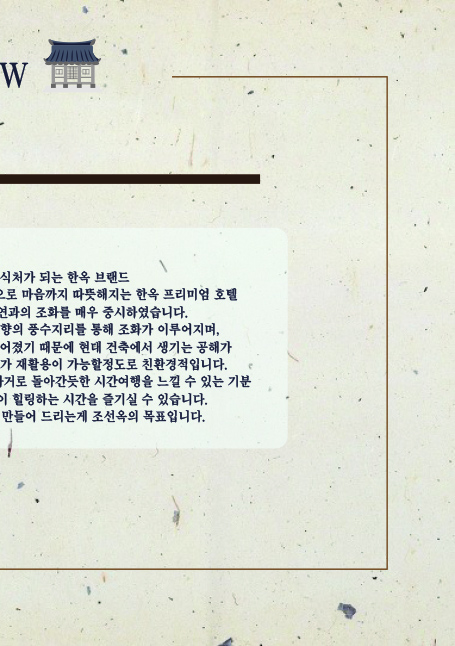 W
식처가 되는 한옥 브랜드
으로 마음까지 따뜻해지는 한옥 프리미엄 호텔
연과의 조화를 매우 중시하였습니다.
향의 풍수지리를 통해 조화가 이루어지며,
어졌기 때문에 현대 건축에서 생기는 공해가
가 재활용이 가능할정도로 친환경적입니다.
거로 돌아간듯한 시간여행을 느낄 수 있는 기분
이 힐링하는 시간을 즐기실 수 있습니다.
만들어 드리는게 조선옥의 목표입니다.